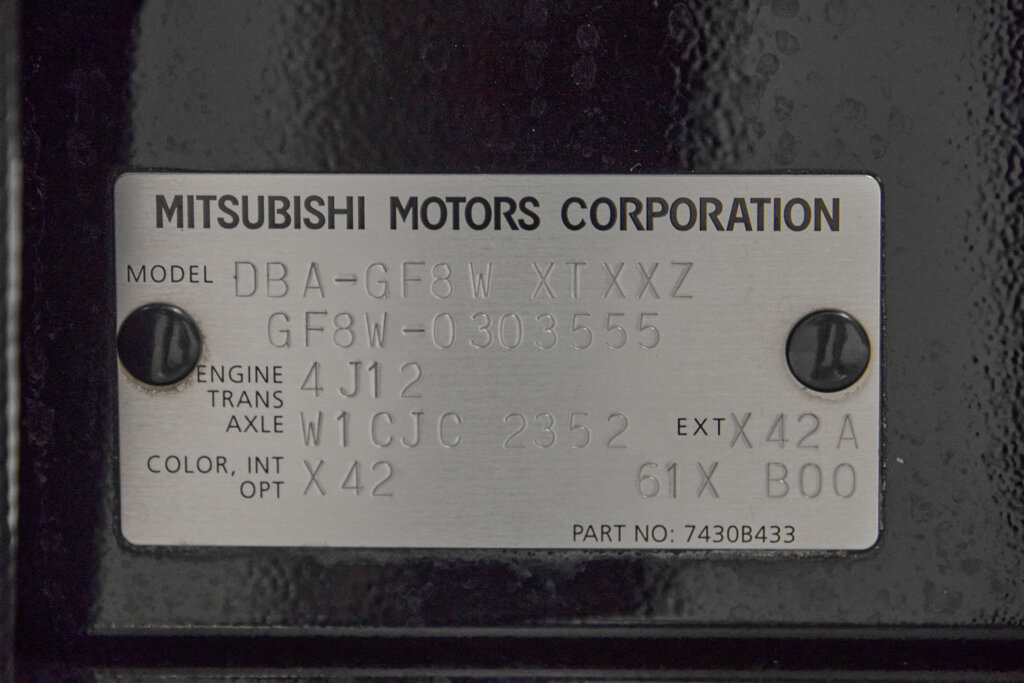 MITSUBISHI MOTORS CORPORATION
MODEL DBA-GF8W XTXXZ
GF8W-0303555
ENGINE 4J12
TRANS
AXLE W1CJC 2352 EXT X42A
COLOR, INT
OPT X42 61X B00
PART NO: 7430B433